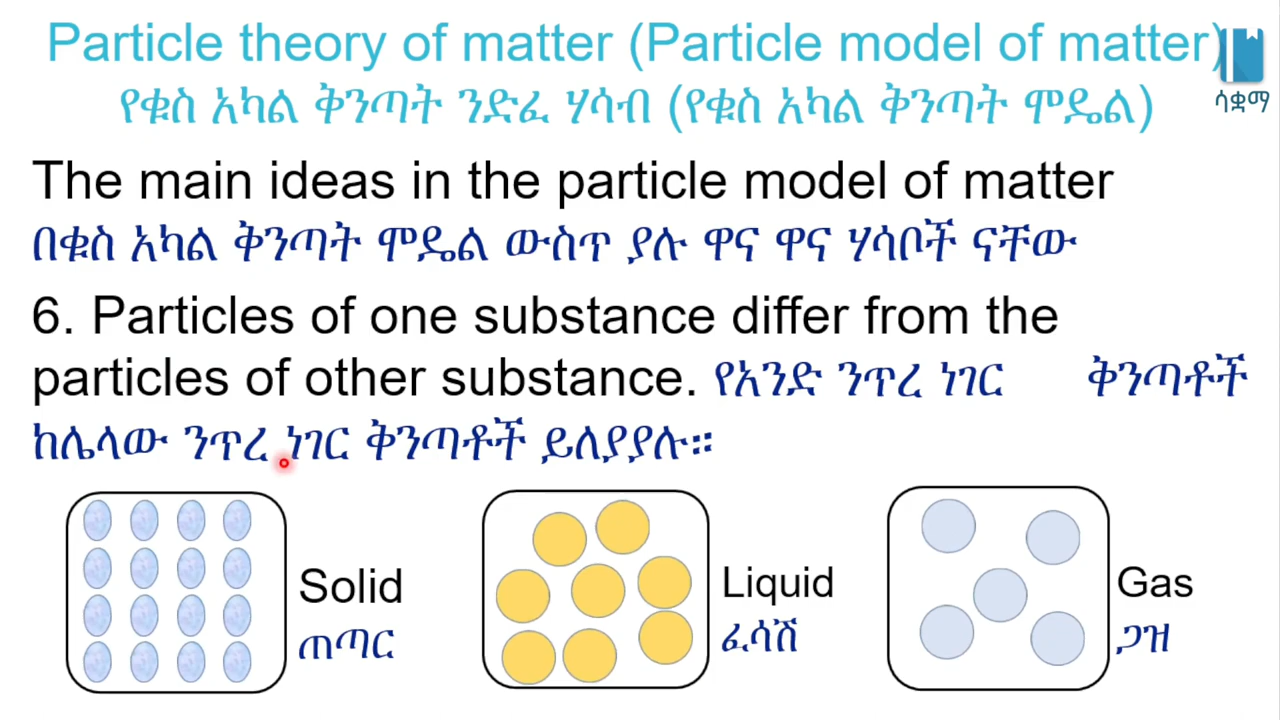 Particle theory of matter (Particle model of matter)
የቁስ አካል ቅንጣት ንድፈ ሃሳብ (የቁስ አካል ቅንጣት ሞዴል)
ሳቋማ
The main ideas in the particle model of matter
በቁስ አካል ቅንጣት ሞዴል ውስጥ ያሉ ዋና ዋና ሃሳቦች ናቸው
6. Particles of one substance differ from the
particles of other substance. የአንድ ንጥረ ነገር ቅንጣቶች
ከሌላው ንጥረ ነገር ቅንጣቶች ይለያያሉ።
Solid
ጠጣር
Liquid
ፈሳሽ
Gas
ጋዝ